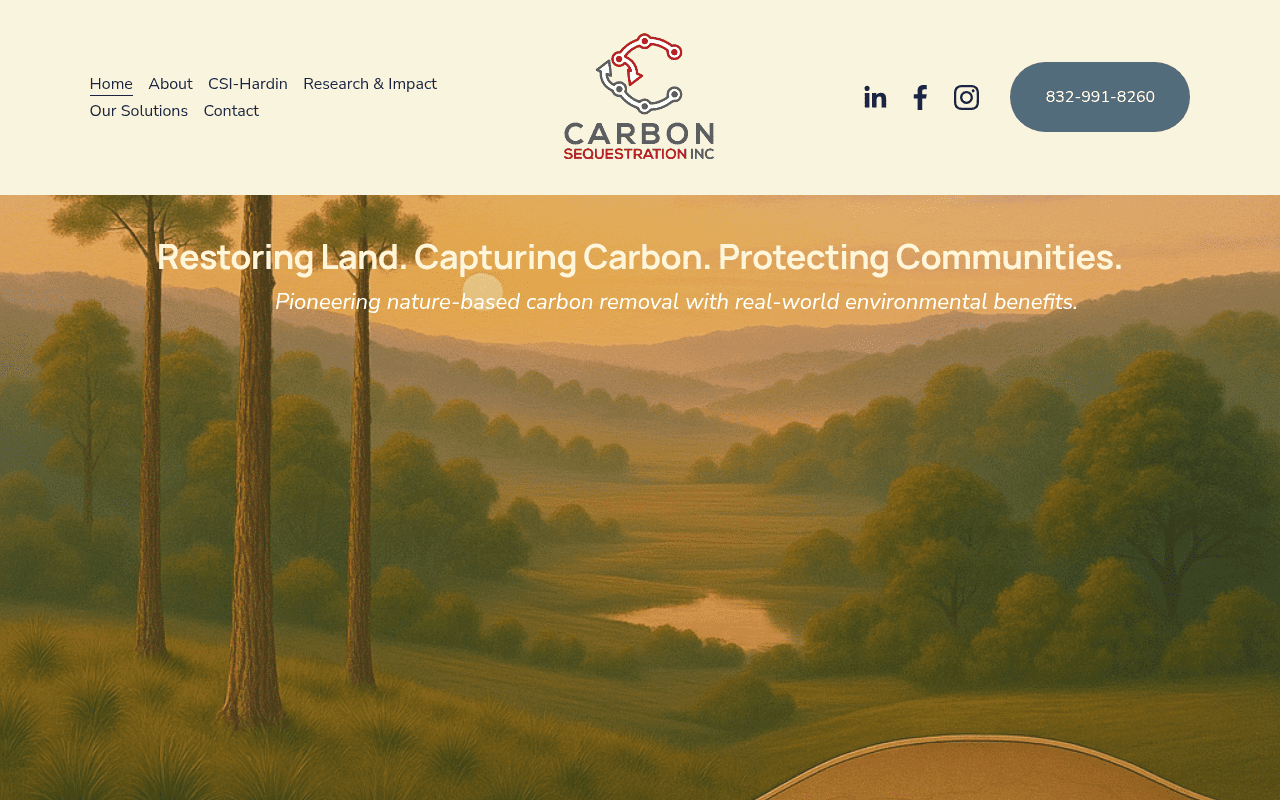 Home About CSI-Hardin Research & Impact
Our Solutions Contact
CARBON
SEQUESTRATION INC
832-991-8260
Restoring Land. Capturing Carbon. Protecting Communities.
Pioneering nature-based carbon removal with real-world environmental benefits.